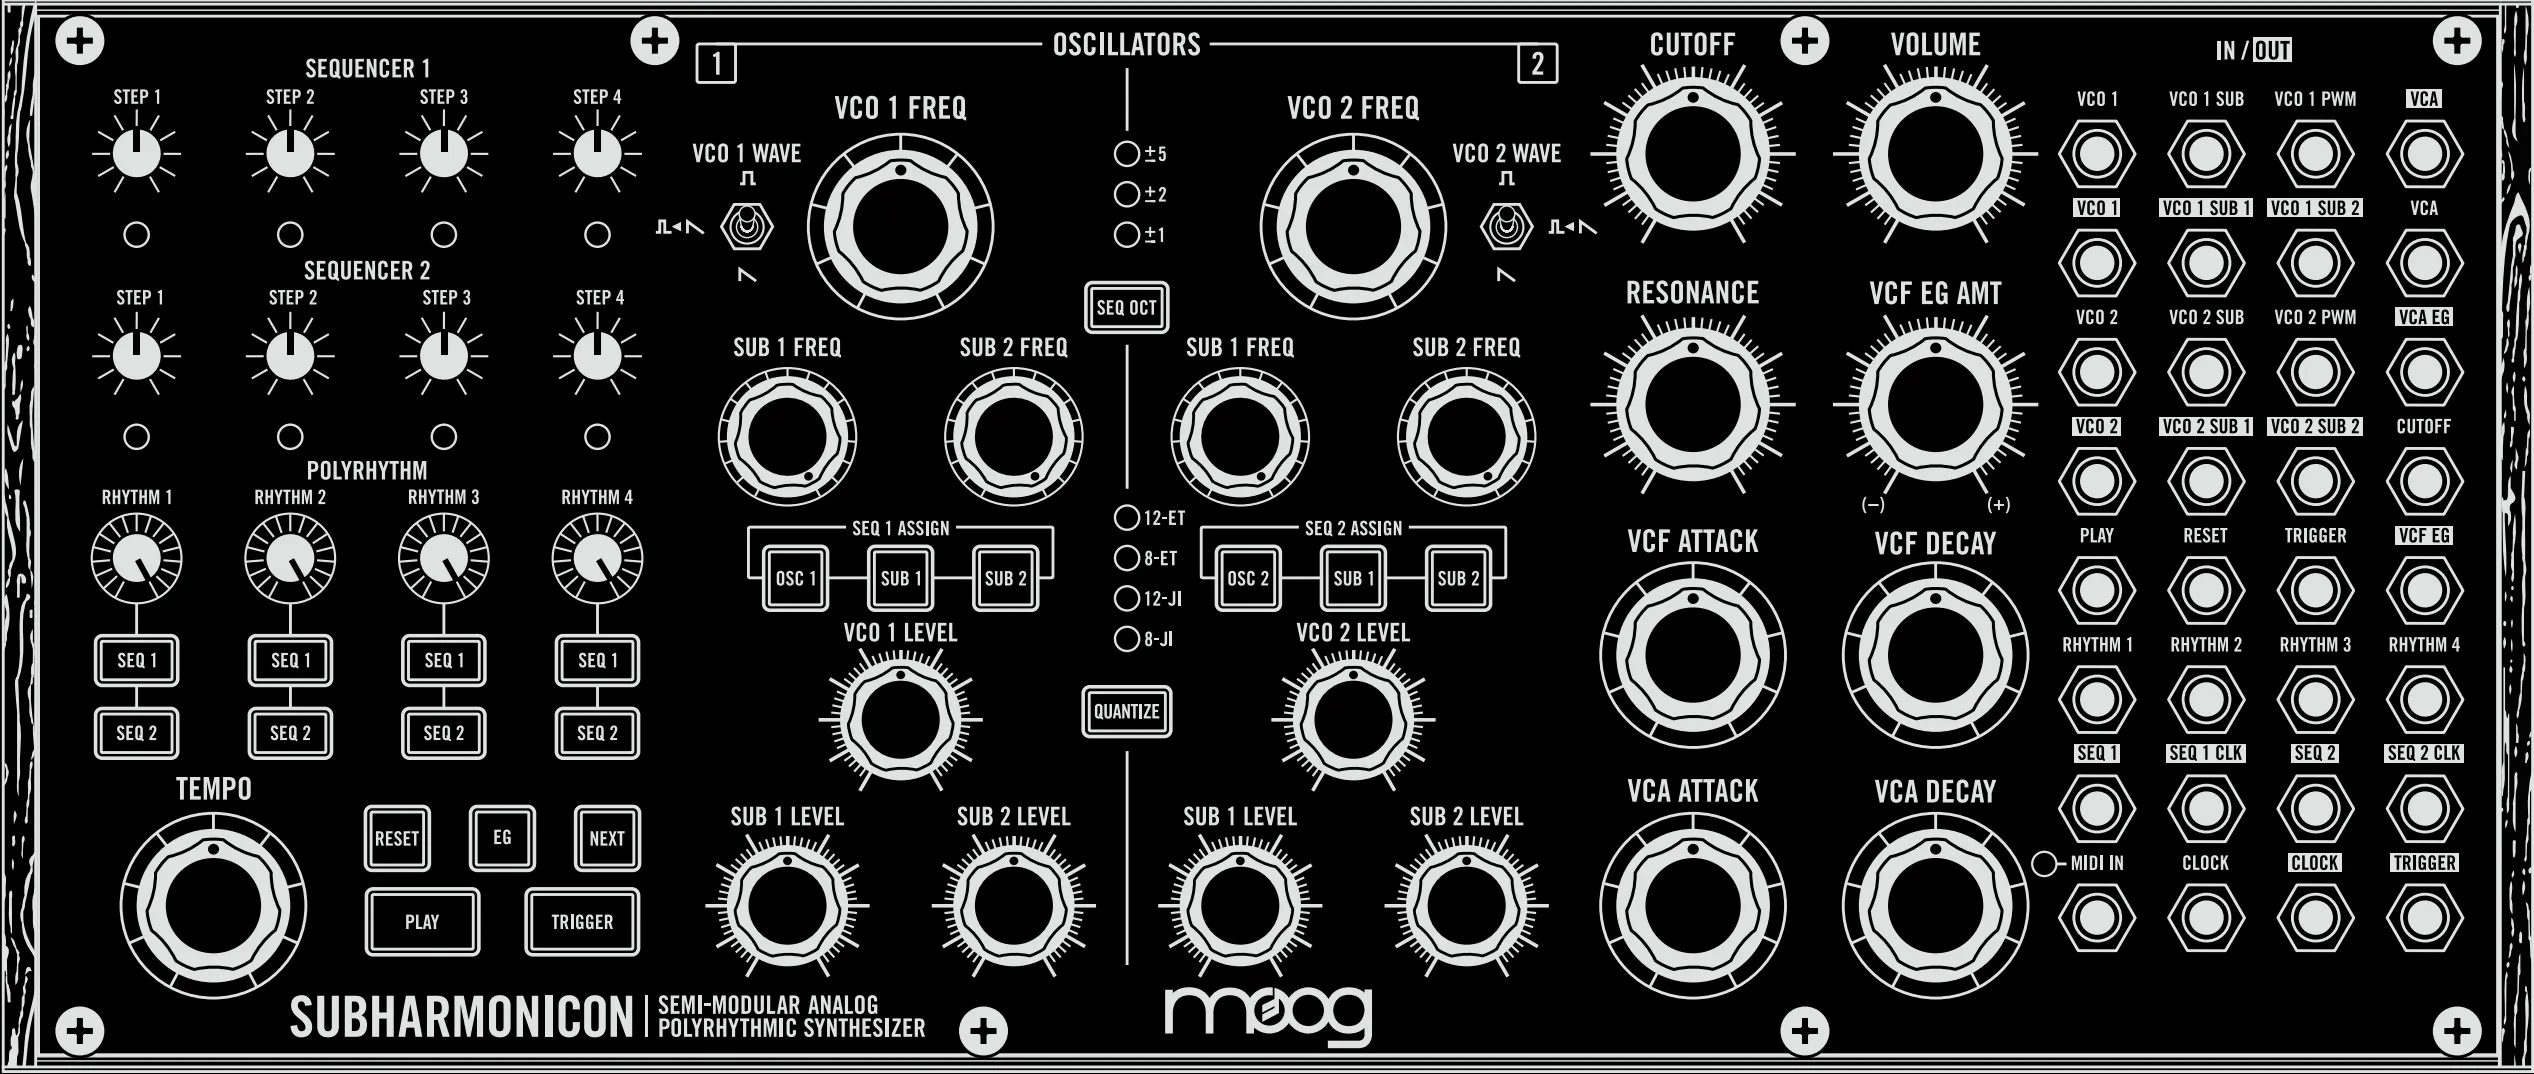 SEQUENCER 1
STEP 1 STEP 2 STEP 3 STEP 4
SEQUENCER 2
STEP 1 STEP 2 STEP 3 STEP 4
POLYRHYTHM
RHYTHM 1 RHYTHM 2 RHYTHM 3 RHYTHM 4
SEQ 1 SEQ 1 SEQ 1 SEQ 1
SEQ 2 SEQ 2 SEQ 2 SEQ 2
TEMPO
RESET EG NEXT
PLAY TRIGGER
OSCILLATORS
1 2
VCO 1 FREQ VCO 2 FREQ
VCO 1 WAVE VCO 2 WAVE
±5
±2
±1
SEQ OCT
SUB 1 FREQ SUB 2 FREQ SUB 1 FREQ SUB 2 FREQ
12-ET
8-ET
12-JI
8-JI
SEQ 1 ASSIGN SEQ 2 ASSIGN
OSC 1 SUB 1 SUB 2 OSC 2 SUB 1 SUB 2
VCO 1 LEVEL VCO 2 LEVEL
QUANTIZE
SUB 1 LEVEL SUB 2 LEVEL SUB 1 LEVEL SUB 2 LEVEL
CUTOFF VOLUME
RESONANCE VCF EG AMT
(−) (+)
VCF ATTACK VCF DECAY
VCA ATTACK VCA DECAY
IN / OUT
VCO 1 VCO 1 SUB VCO 1 PWM VCA
VCO 1 VCO 1 SUB 1 VCO 1 SUB 2 VCA
VCO 2 VCO 2 SUB VCO 2 PWM VCA EG
VCO 2 VCO 2 SUB 1 VCO 2 SUB 2 CUTOFF
PLAY RESET TRIGGER VCF EG
RHYTHM 1 RHYTHM 2 RHYTHM 3 RHYTHM 4
SEQ 1 SEQ 1 CLK SEQ 2 SEQ 2 CLK
MIDI IN CLOCK CLOCK TRIGGER
SUBHARMONICON
SEMI-MODULAR ANALOG
POLYRHYTHMIC SYNTHESIZER
moog